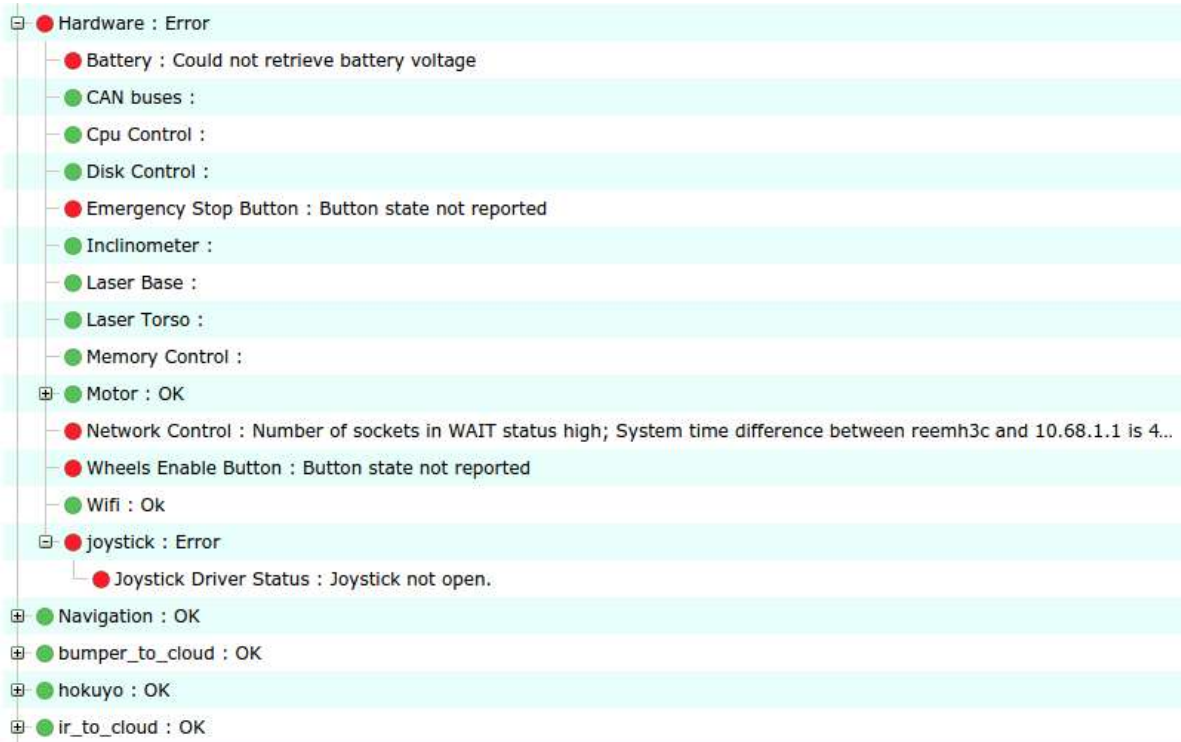 Hardware : Error
Battery : Could not retrieve battery voltage
CAN buses :
Cpu Control :
Disk Control :
Emergency Stop Button : Button state not reported
Inclinometer :
Laser Base :
Laser Torso :
Memory Control :
Motor : OK
Network Control : Number of sockets in WAIT status high; System time difference between reemh3c and 10.68.1.1 is 4...
Wheels Enable Button : Button state not reported
Wifi : Ok
joystick : Error
Joystick Driver Status : Joystick not open.
Navigation : OK
bumper_to_cloud : OK
hokuyo : OK
ir_to_cloud : OK